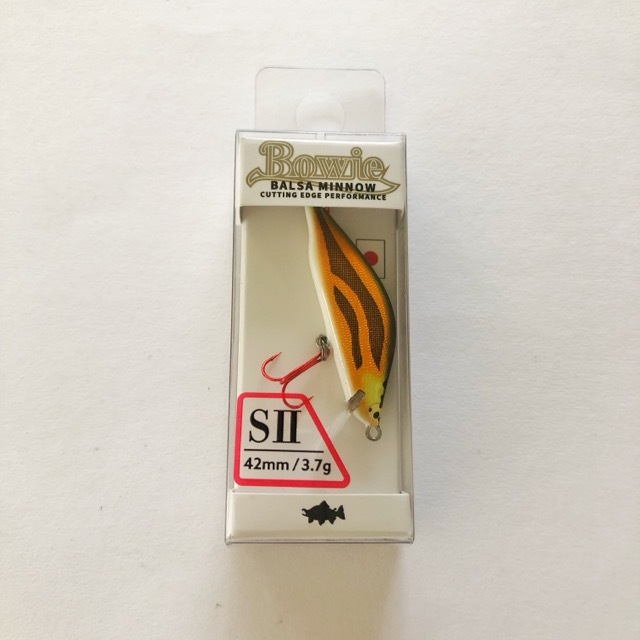 Bowie
BALSA MINNOW
CUTTING EDGE PERFORMANCE
SII
42mm / 3.7g